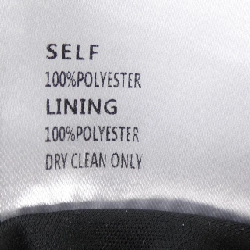 SELF
100%POLYESTER
LINING
100%POLYESTER
DRY CLEAN ONLY